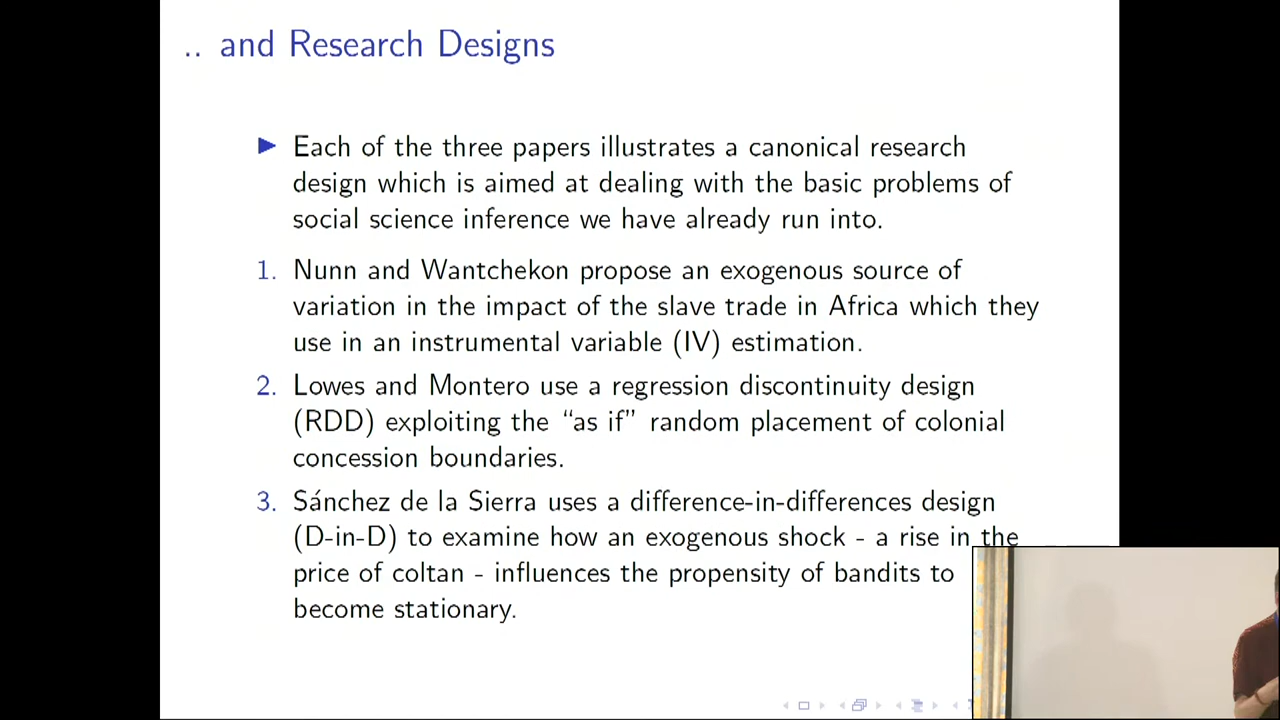 .. and Research Designs
Each of the three papers illustrates a canonical research
design which is aimed at dealing with the basic problems of
social science inference we have already run into.
1. Nunn and Wantchekon propose an exogenous source of
variation in the impact of the slave trade in Africa which they
use in an instrumental variable (IV) estimation.
2. Lowes and Montero use a regression discontinuity design
(RDD) exploiting the “as if” random placement of colonial
concession boundaries.
3. Sánchez de la Sierra uses a difference-in-differences design
(D-in-D) to examine how an exogenous shock - a rise in the
price of coltan - influences the propensity of bandits to
become stationary.